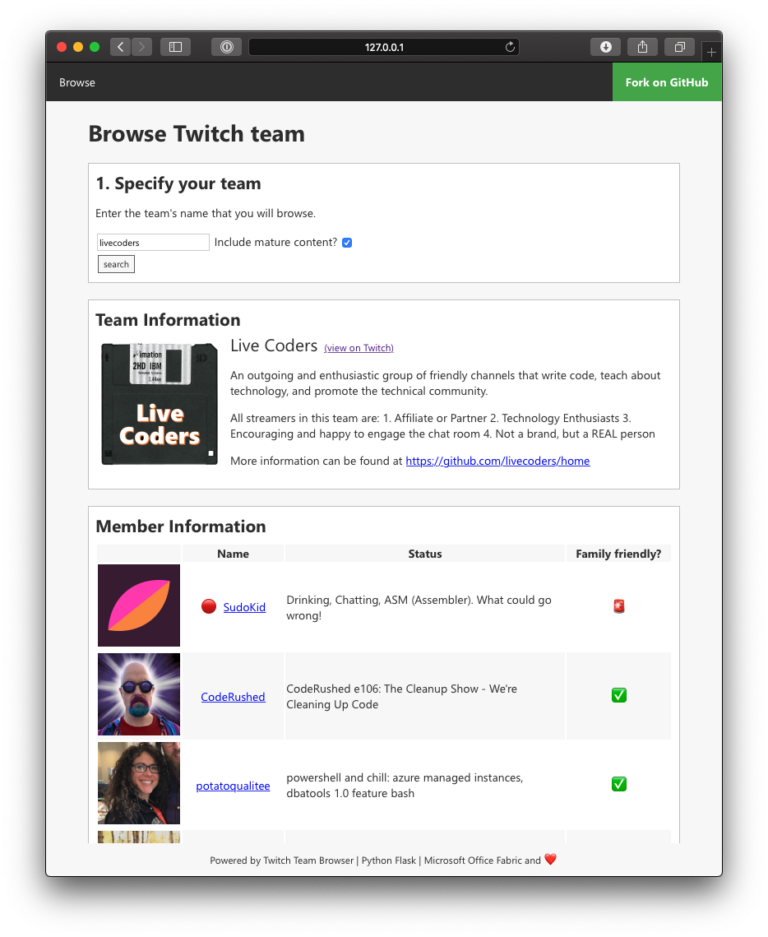 127.0.0.1
Browse
Fork on GitHub
Browse Twitch team
1. Specify your team
Enter the team's name that you will browse.
livecoders Include mature content?
search
Team Information
imation
2HD IBM
Live
Coders
Live Coders (view on Twitch)
An outgoing and enthusiastic group of friendly channels that write code, teach about
technology, and promote the technical community.
All streamers in this team are: 1. Affiliate or Partner 2. Technology Enthusiasts 3.
Encouraging and happy to engage the chat room 4. Not a brand, but a REAL person
More information can be found at https://github.com/livecoders/home
Member Information
Name Status Family friendly?
SudoKid
Drinking, Chatting, ASM (Assembler). What could go
wrong!
CodeRushed
CodeRushed e106: The Cleanup Show - We're
Cleaning Up Code
potatoqualitee
powershell and chill: azure managed instances,
dbatools 1.0 feature bash
Powered by Twitch Team Browser | Python Flask | Microsoft Office Fabric and ❤️